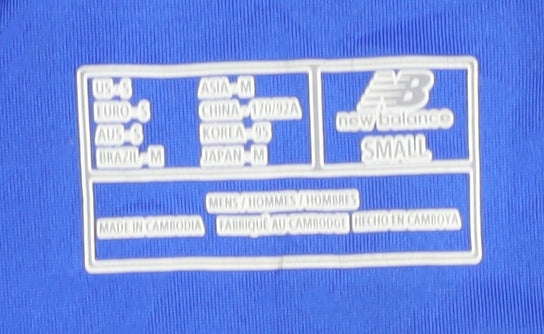 US - S
EURO - S
AUS - S
BRAZIL - M
ASIA - M
CHINA - 170/92A
KOREA - 95
JAPAN - M
NB
new balance
SMALL
MENS / HOMMES / HOMBRES
MADE IN CAMBODIA FABRIQUÉ AU CAMBODGE HECHO EN CAMBOYA